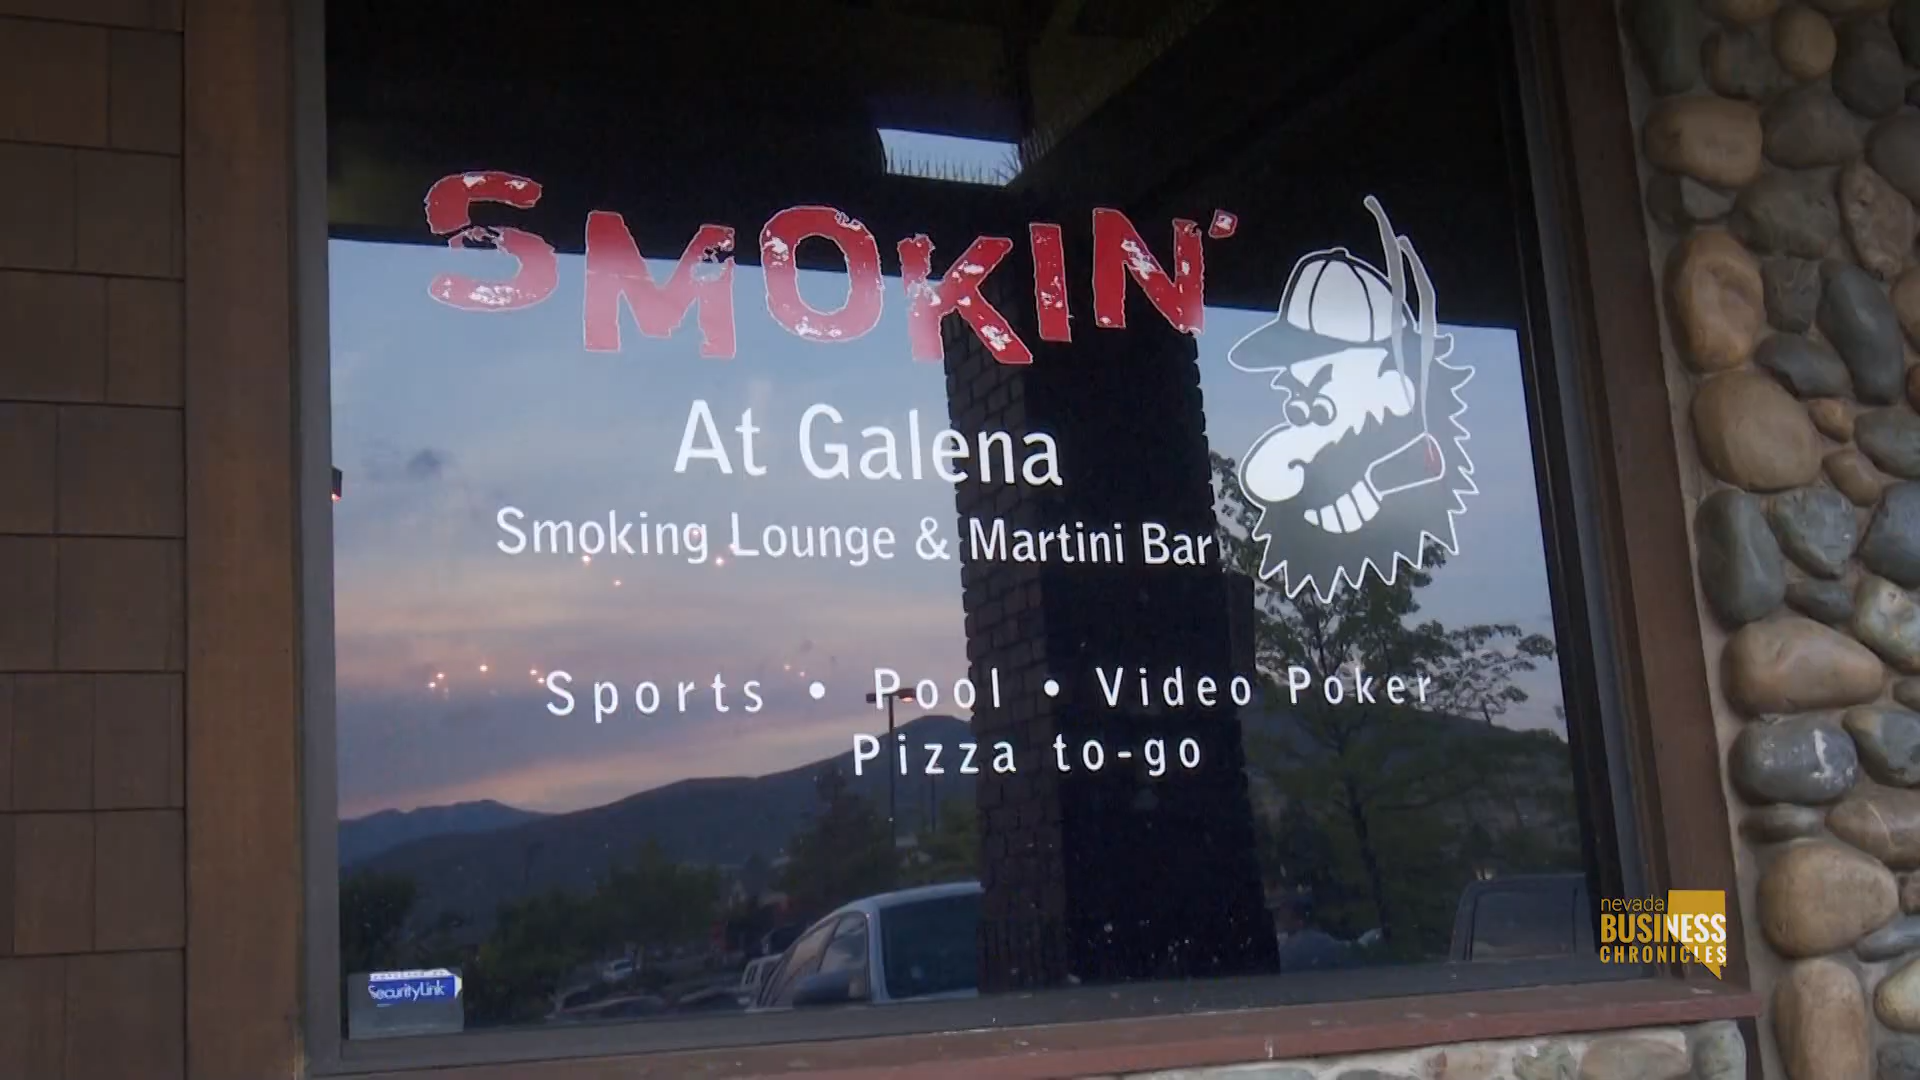 SMOKIN'
At Galena
Smoking Lounge & Martini Bar
Sports • Pool • Video Poker
Pizza to-go
SecurityLink
nevada
BUSINESS
CHRONICLES